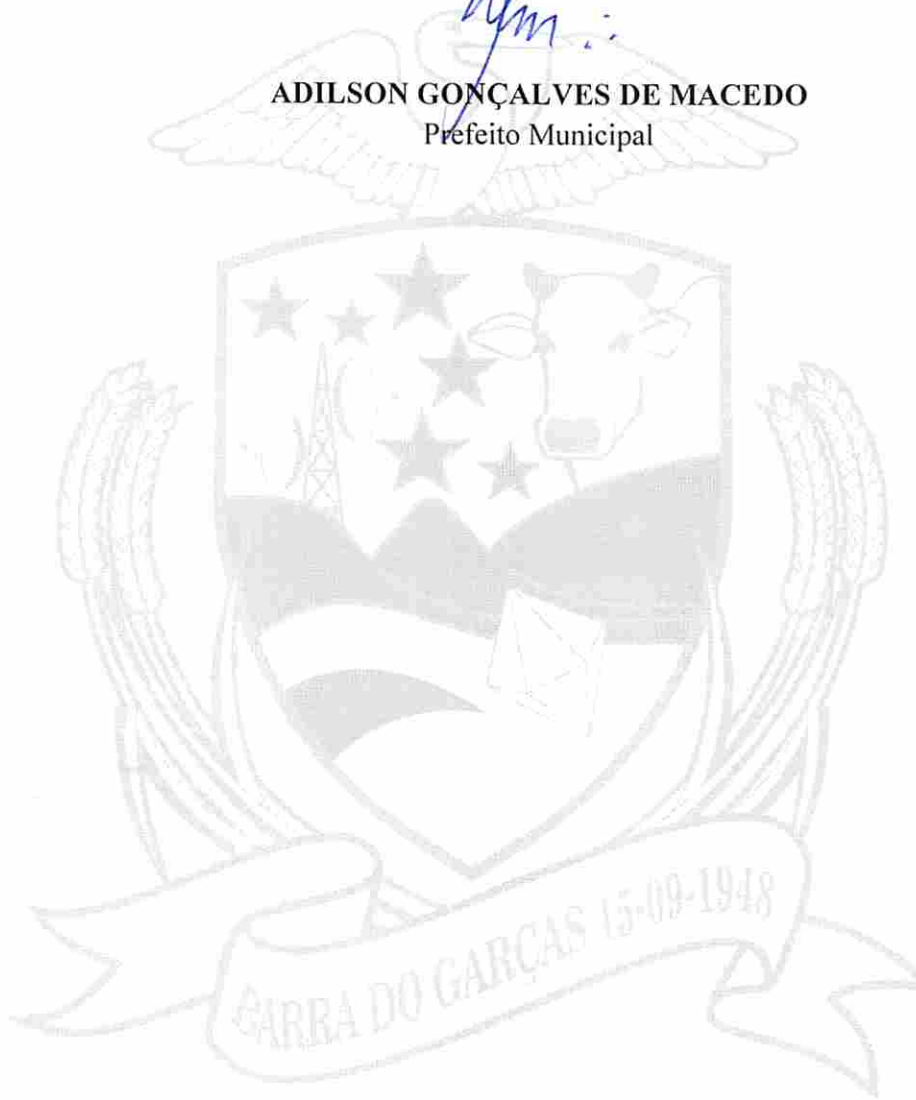 ADILSON GONÇALVES DE MACEDO
Prefeito Municipal
BARRA DO GARÇAS 15-09-1948